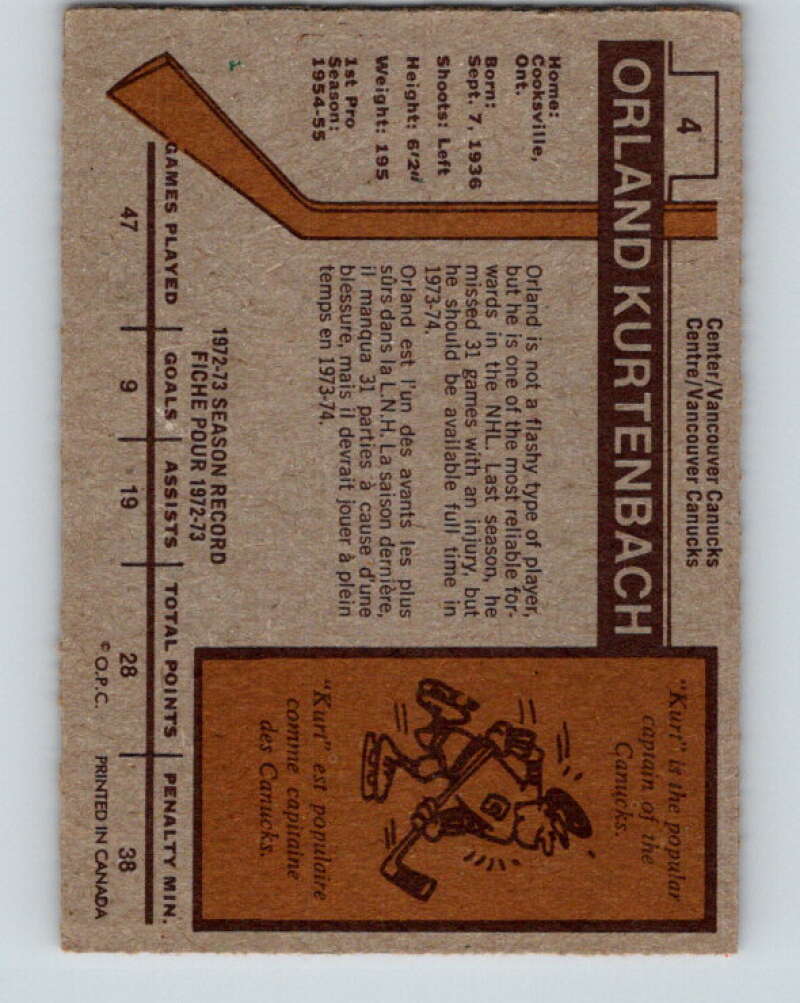 4
Center/Vancouver Canucks
Centre/Vancouver Canucks
ORLAND KURTENBACH
Home:
Cooksville,
Ont.
Born:
Sept. 7, 1936
Shoots: Left
Height: 6'2"
Weight: 195
1st Pro
Season:
1954-55
Orland is not a flashy type of player,
but he is one of the most reliable for-
wards in the NHL. Last season, he
missed 31 games with an injury, but
he should be available full time in
1973-74.
Orland est l'un des avants les plus
sûrs dans la L.N.H. La saison dernière,
il manqua 31 parties à cause d'une
blessure, mais il devrait jouer à plein
temps en 1973-74.
"Kurt" is the popular
captain of the
Canucks.
"Kurt" est populaire
comme capitaine
des Canucks.
1972-73 SEASON RECORD
FICHE POUR 1972-73
GAMES PLAYED GOALS ASSISTS TOTAL POINTS PENALTY MIN.
47 9 19 28 38
© O.P.C. PRINTED IN CANADA